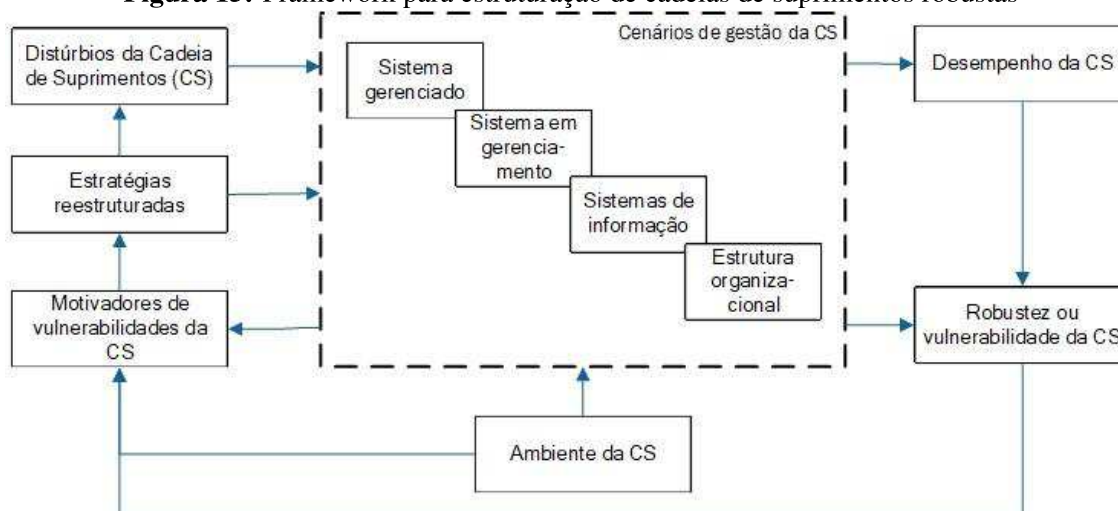 Figura 15: Framework para estruturação de cadeias de suprimentos robustas
Distúrbios da Cadeia
de Suprimentos (CS)
Estratégias
reestruturadas
Motivadores de
vulnerabilidades da
CS
Cenários de gestão da CS
Sistema
gerenciado
Sistema em
gerencia-
mento
Sistemas de
informação
Estrutura
organiza-
cional
Ambiente da CS
Desempenho da CS
Robustez ou
vulnerabilidade da CS